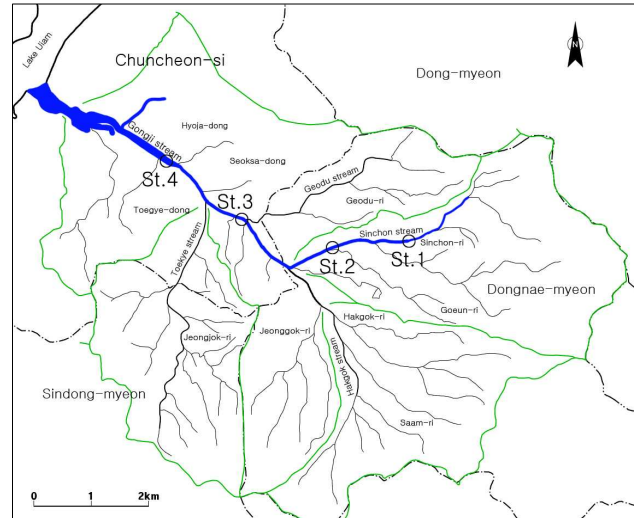 Lake Uiam
Chuncheon-si
Dong-myeon
N
Gongji stream
Hyoja-dong
Seoksa-dong
St.4
Geodu stream
St.3
Geodu-ri
Toegye-dong
Sinchon stream
Sinchon-ri
St.2
St.1
Toekye stream
Dongnae-myeon
Goeun-ri
Hakgok-ri
Jeongjok-ri
Jeonggok-ri
Hakgok stream
Sindong-myeon
Saam-ri
0 1 2km